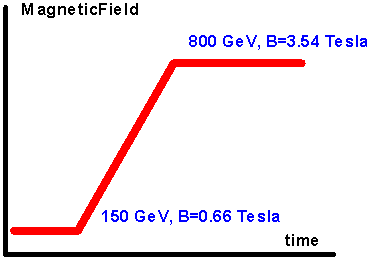 MagneticField
800 GeV, B=3.54 Tesla
150 GeV, B=0.66 Tesla
time